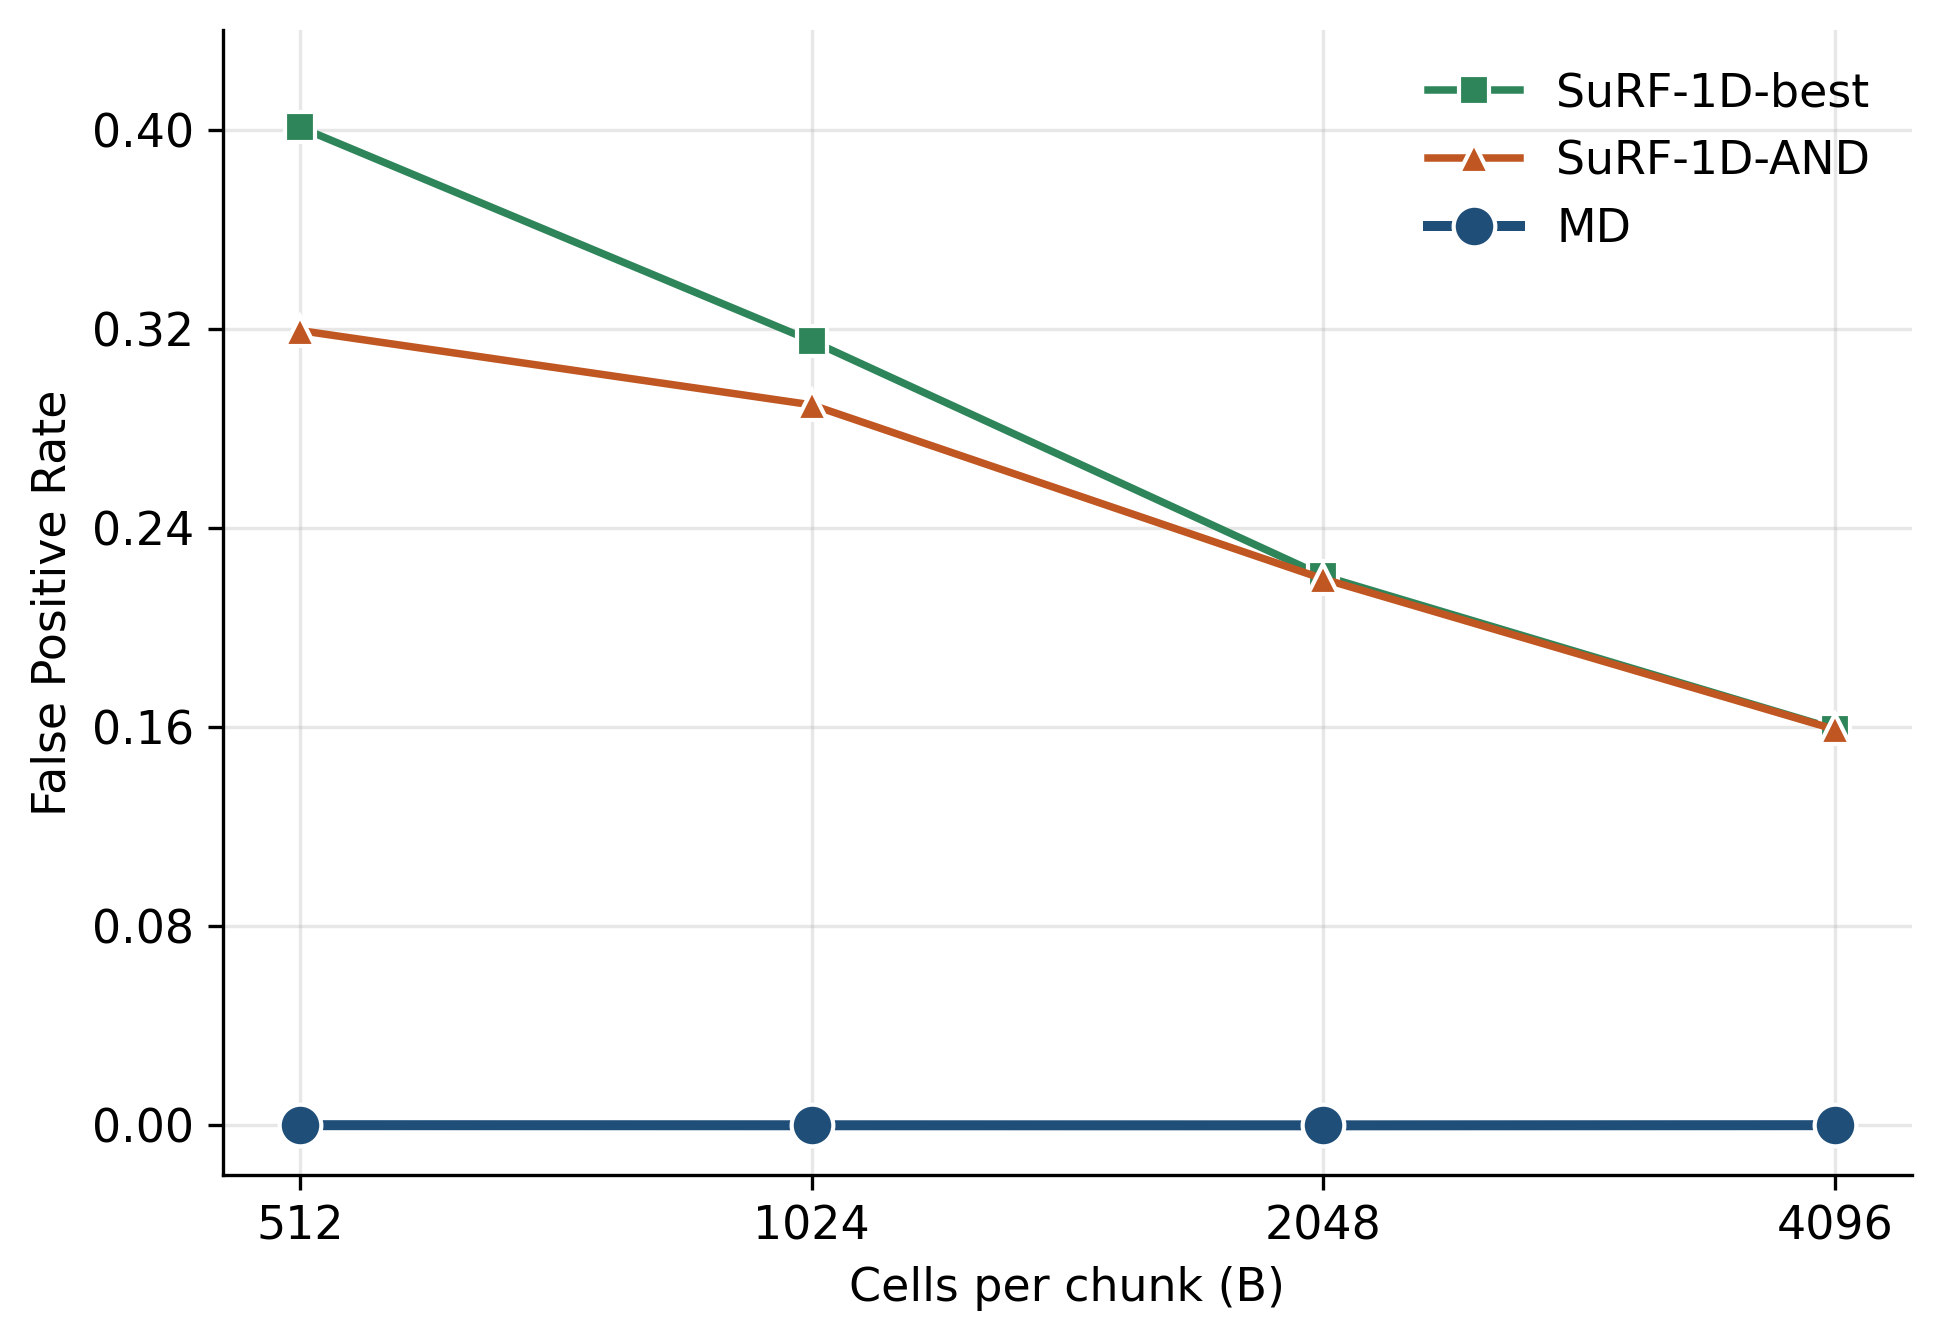 SuRF-1D-best
SuRF-1D-AND
MD
False Positive Rate
0.40
0.32
0.24
0.16
0.08
0.00
512 1024 2048 4096
Cells per chunk (B)